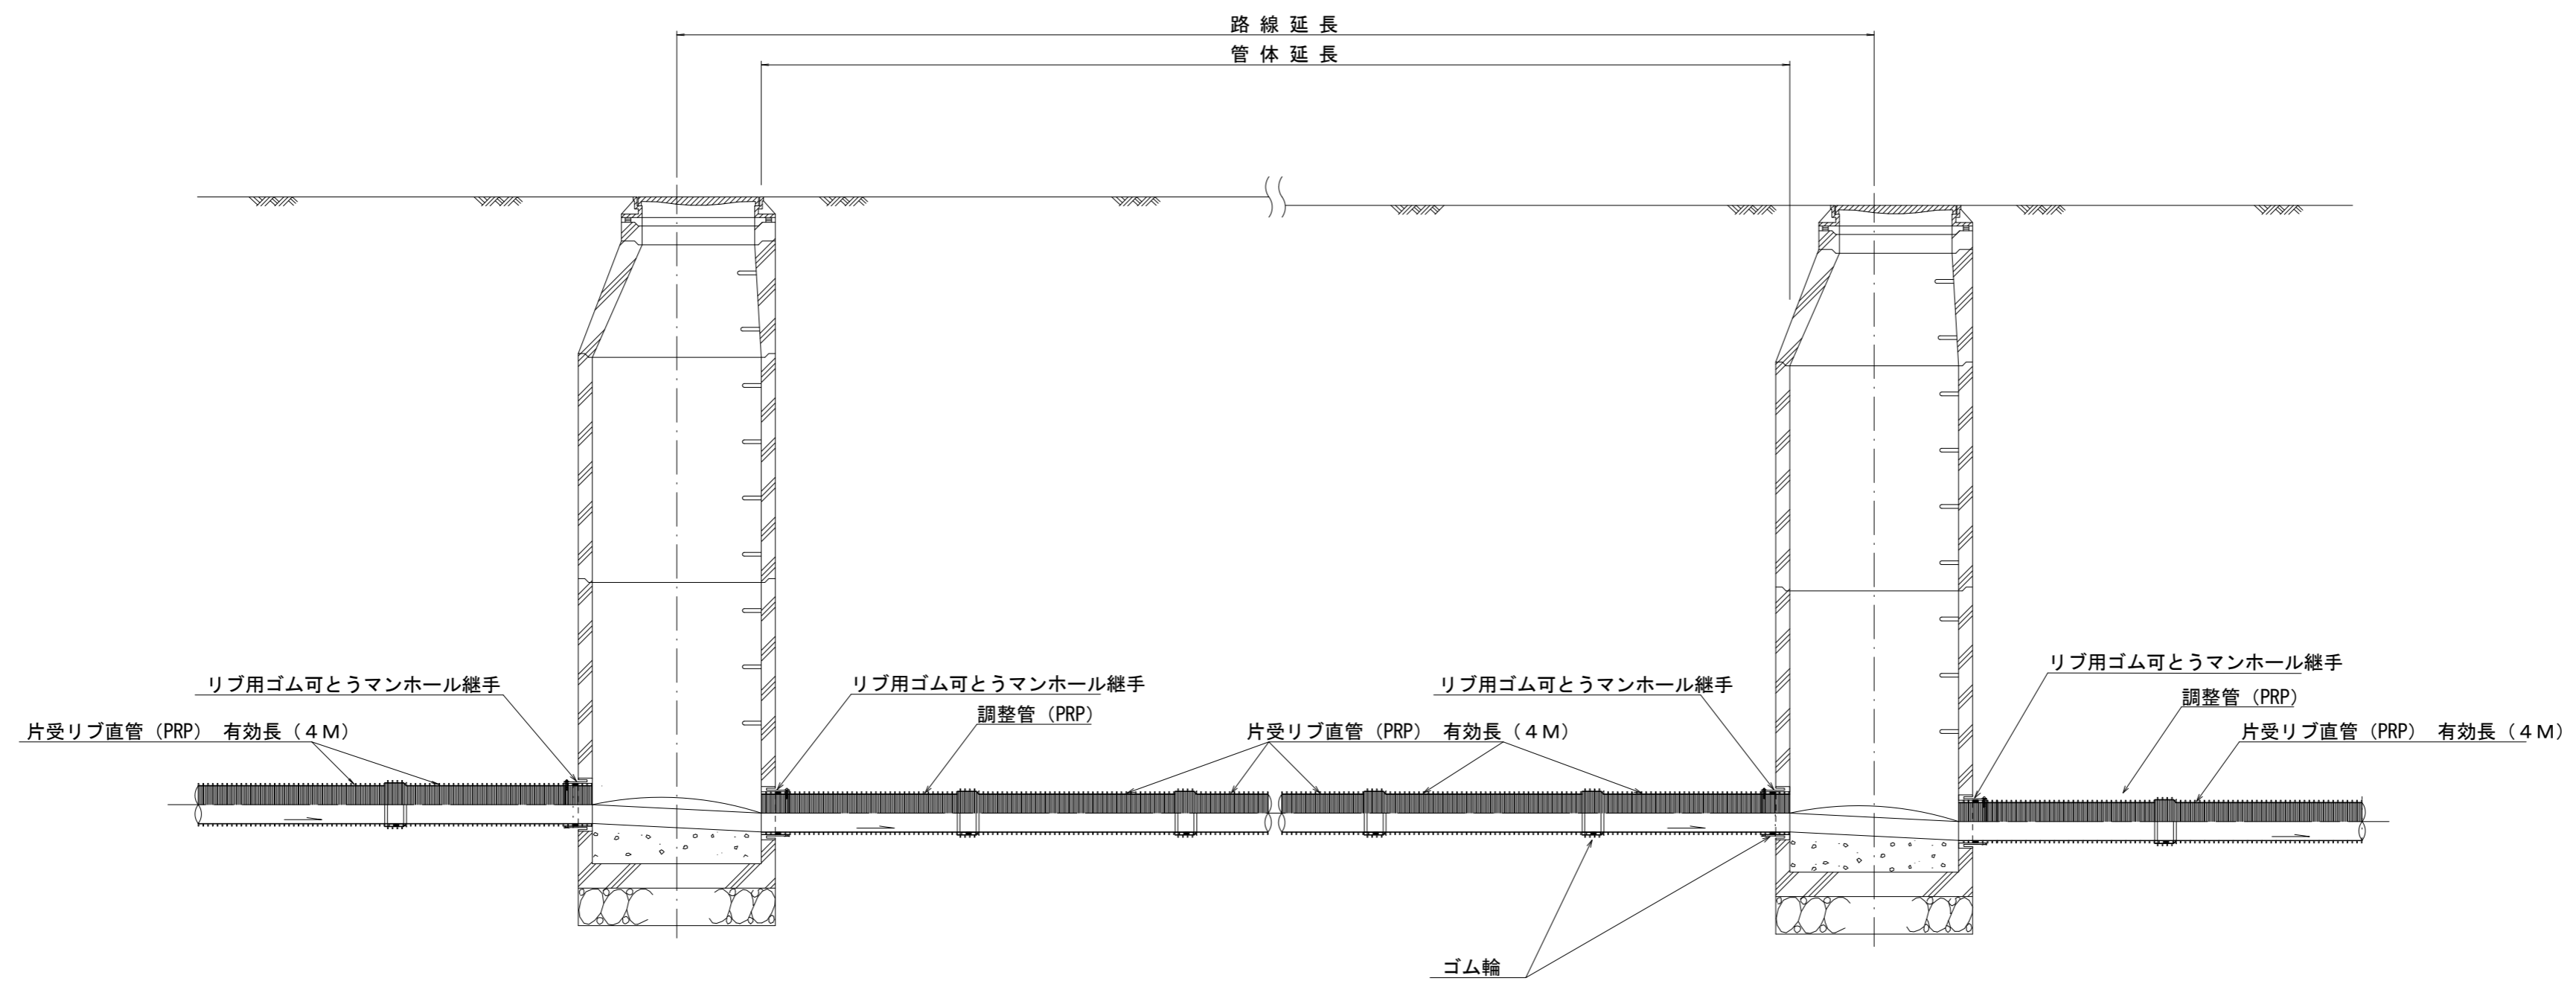 路線延長
管体延長
リブ用ゴム可とうマンホール継手
リブ用ゴム可とうマンホール継手
リブ用ゴム可とうマンホール継手
リブ用ゴム可とうマンホール継手
調整管（PRP）
調整管（PRP）
片受リブ直管（PRP） 有効長（４Ｍ）
片受リブ直管（PRP） 有効長（４Ｍ）
片受リブ直管（PRP） 有効長（４Ｍ）
ゴム輪